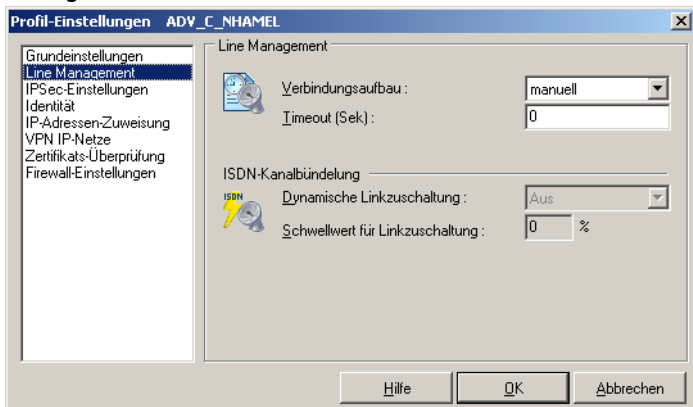 Profil-Einstellungen ADV_C_NHAMEL
Grundeinstellungen
Line Management
IPSec-Einstellungen
Identität
IP-Adressen-Zuweisung
VPN IP-Netze
Zertifikats-Überprüfung
Firewall-Einstellungen
Line Management
Verbindungsaufbau :
manuell
Timeout (Sek) :
0
ISDN-Kanalbündelung
ISDN
Dynamische Linkzuschaltung :
Aus
Schwellwert für Linkzuschaltung :
0 %
Hilfe
OK
Abbrechen